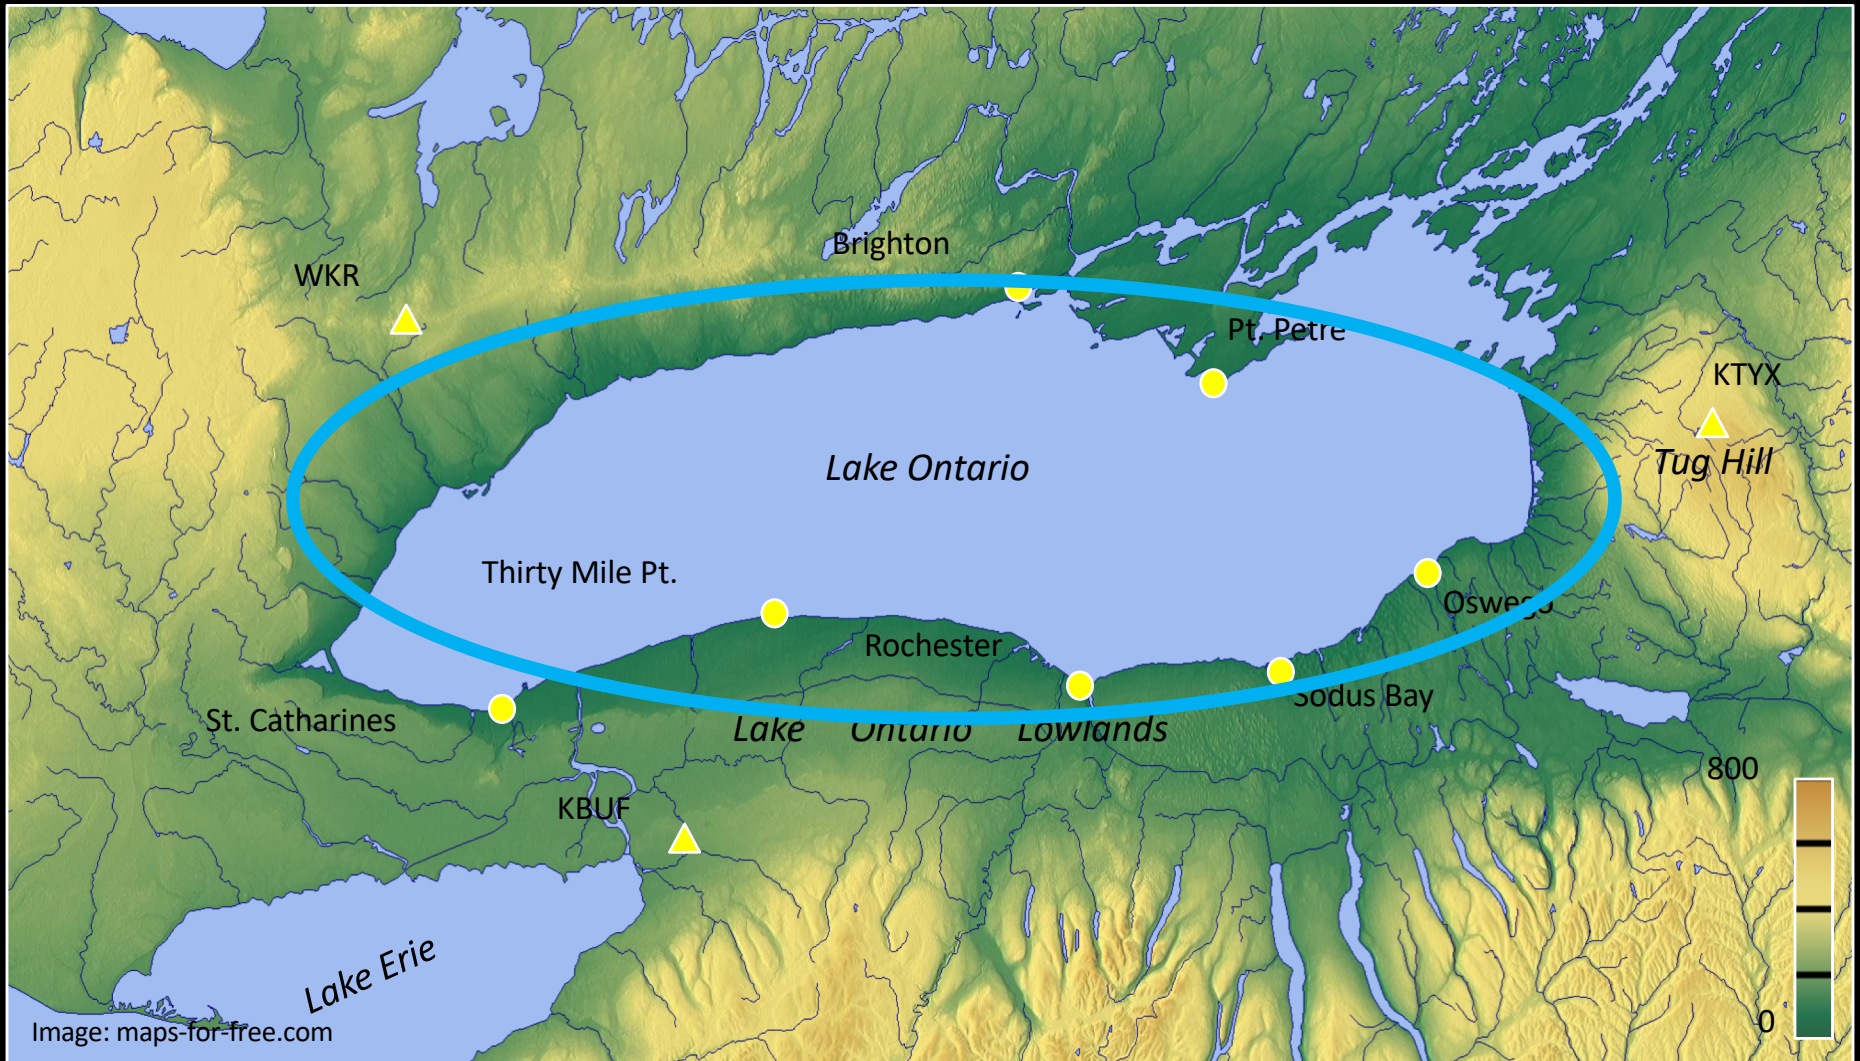 Brighton
WKR
Pt. Petre
KTYX
Lake Ontario
Tug Hill
Thirty Mile Pt.
Oswego
Rochester
Sodus Bay
St. Catharines
Lake Ontario Lowlands
800
KBUF
Lake Erie
0
Image: maps-for-free.com